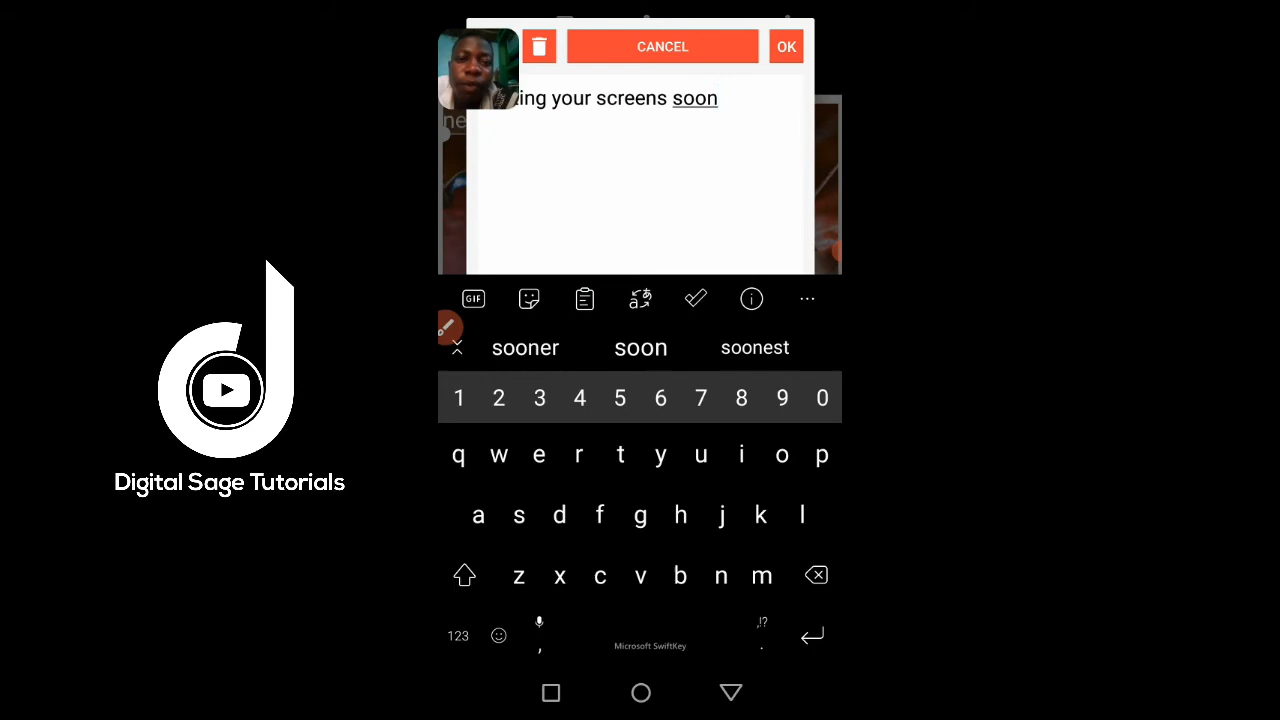 CANCEL
OK
ing your screens soon
ne
GIF
sooner soon soonest
1 2 3 4 5 6 7 8 9 0
q w e r t y u i o p
a s d f g h j k l
z x c v b n m
123 , Microsoft SwiftKey ,!? .
Digital Sage Tutorials